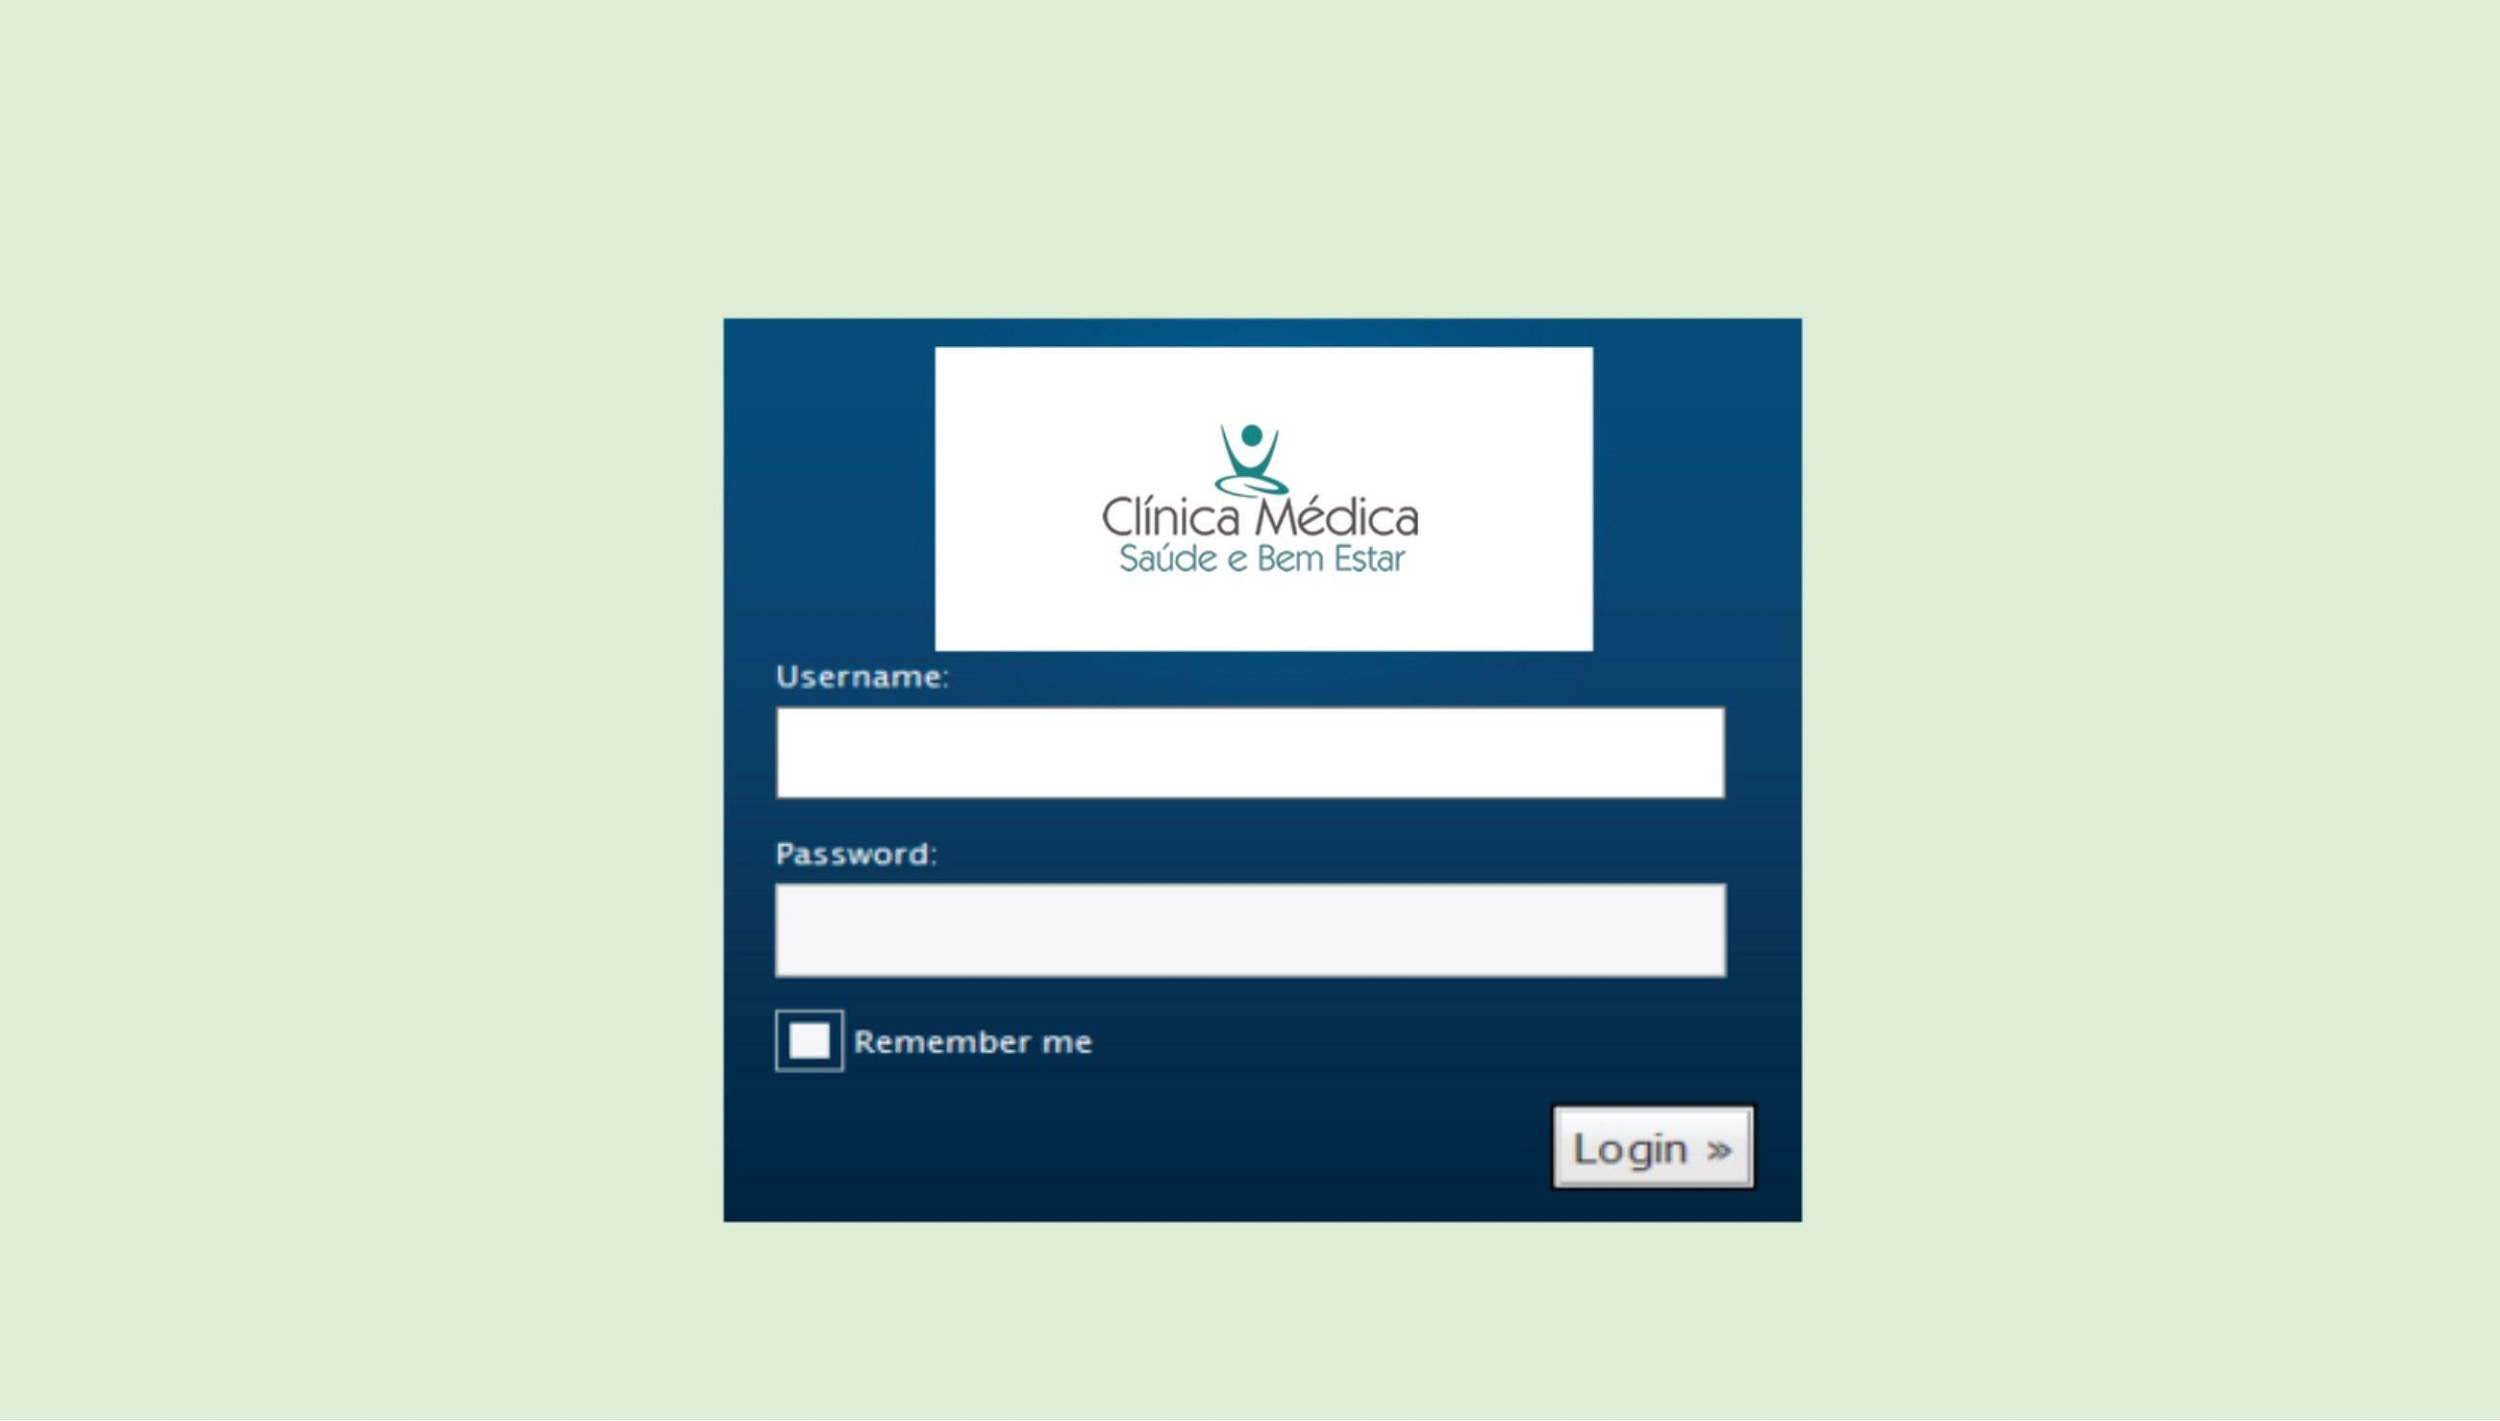 Clínica Médica
Saúde e Bem Estar
Username:
Password:
Remember me
Login »